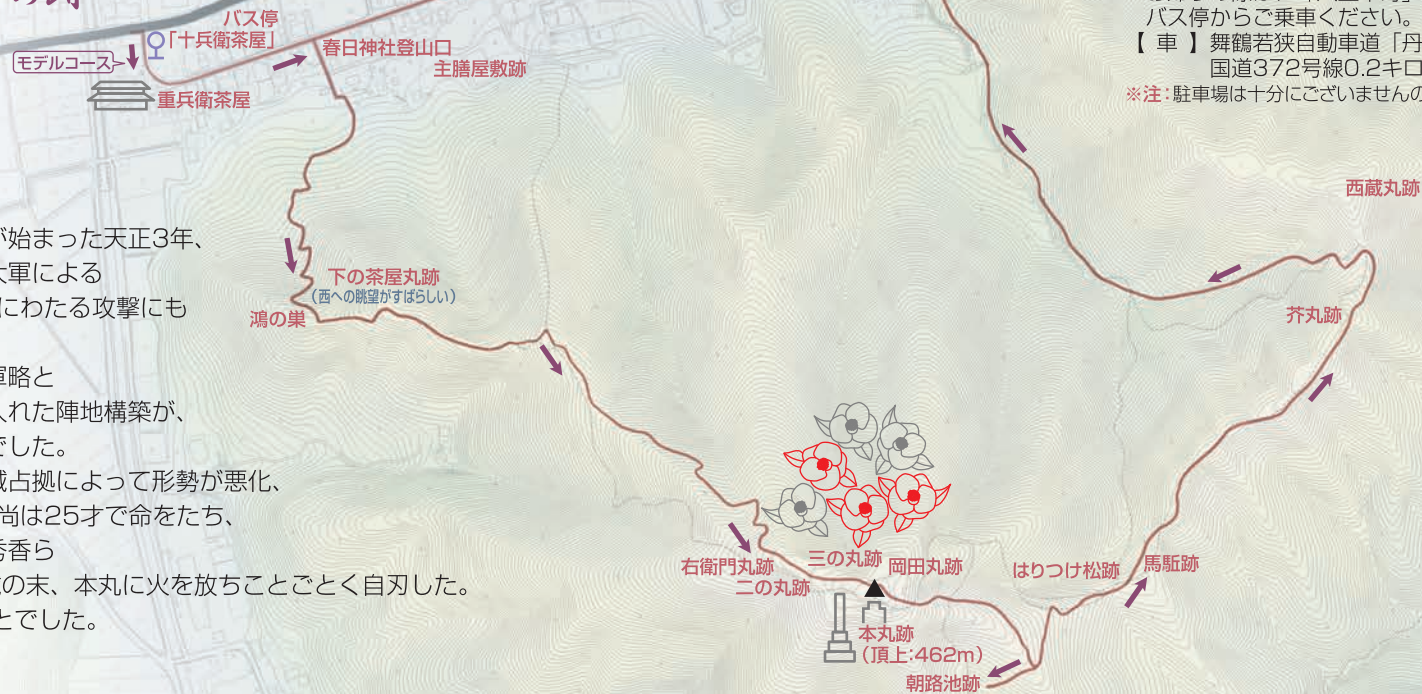 バス停
「十兵衛茶屋」
モデルコース
重兵衛茶屋
春日神社登山口
主膳屋敷跡
バス停からご乗車ください。
【 車 】舞鶴若狭自動車道「丹
国道372号線0.2キロ
※注:駐車場は十分にございませんの
西蔵丸跡
が始まった天正3年、
大軍による
にわたる攻撃にも
下の茶屋丸跡
(西への眺望がすばらしい)
鴻の巣
芥丸跡
軍略と
入れた陣地構築が、
でした。
城占拠によって形勢が悪化、
尚は25才で命をたち、
秀香ら
の末、本丸に火を放ちことごとく自刃した。
とでした。
右衛門丸跡
二の丸跡
三の丸跡
岡田丸跡
はりつけ松跡
馬駈跡
本丸跡
(頂上:462m)
朝路池跡